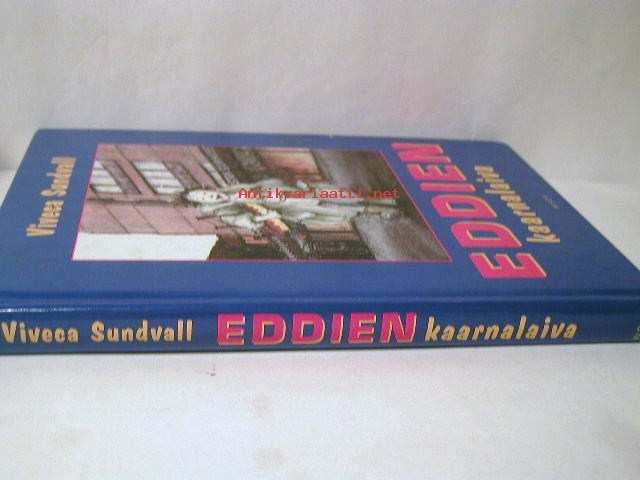 Viveca Sundvall
EDDIEN
kaarnalaiva
Antikvariaatti.net
Viveca Sundvall EDDIEN kaarnalaiva